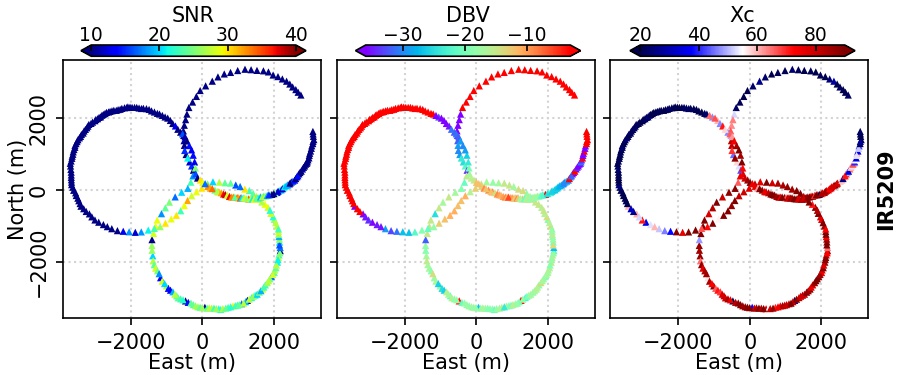 SNR DBV Xc
10 20 30 40 −30 −20 −10 20 40 60 80
2000
0
−2000
North (m)
IR5209
−2000 0 2000 −2000 0 2000 −2000 0 2000
East (m) East (m) East (m)